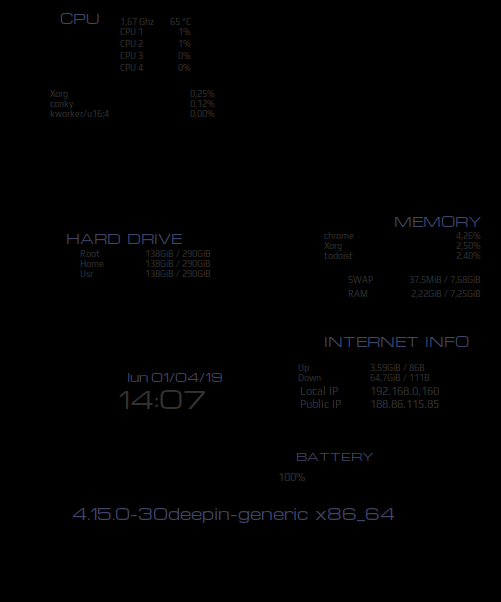 CPU 1,67 Ghz 65 °C
CPU 1 1%
CPU 2 1%
CPU 3 0%
CPU 4 0%
Xorg 0,25%
conky 0,12%
kworker/u16:4 0,00%
MEMORY
chrome 4,26%
Xorg 2,50%
todoist 2,40%
SWAP 37,5MiB / 7,68GiB
RAM 2,22GiB / 7,25GiB
HARD DRIVE
Root 138GiB / 290GiB
Home 138GiB / 290GiB
Usr 138GiB / 290GiB
INTERNET INFO
Up 3,59GiB / 86B
Down 64,7GiB / 111B
Local IP 192.168.0.160
Public IP 188.86.115.85
lun 01/04/19
14:07
BATTERY
100%
4.15.0-30deepin-generic x86_64